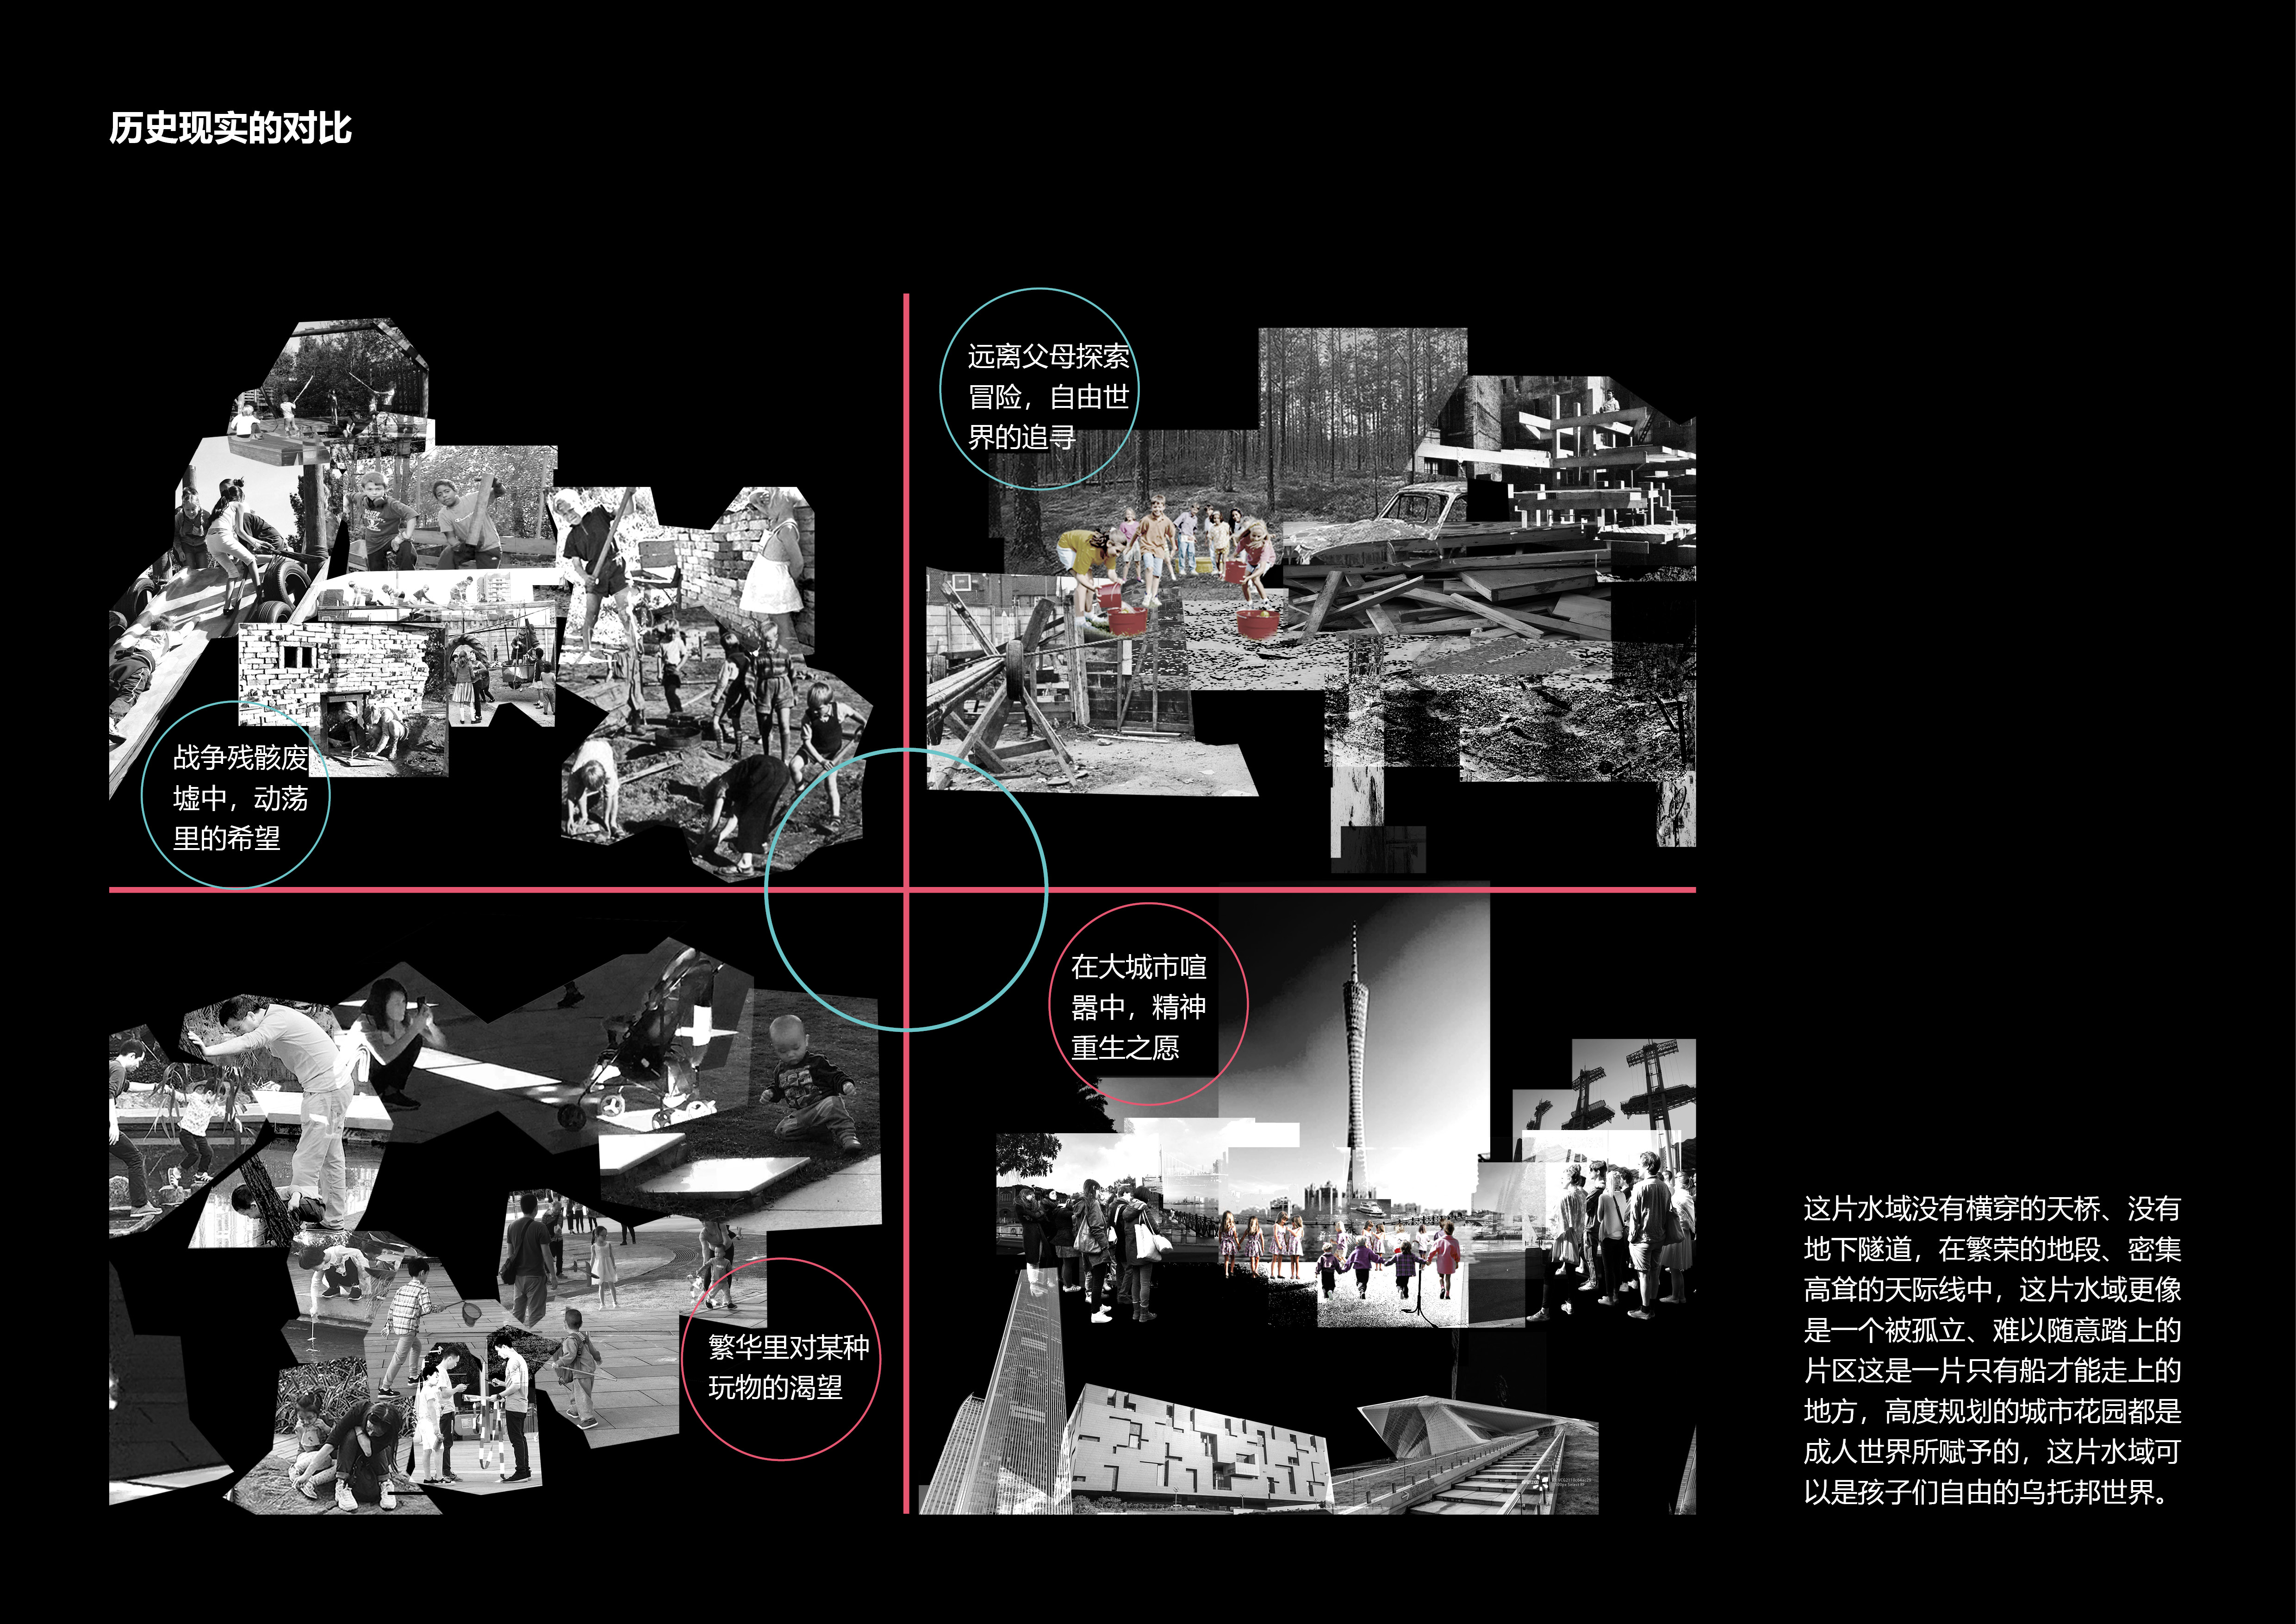 历史现实的对比
远离父母探索
冒险，自由世
界的追寻
战争残骸废
墟中，动荡
里的希望
在大城市喧
嚣中，精神
重生之愿
繁华里对某种
玩物的渴望
这片水域没有横穿的天桥、没有
地下隧道，在繁荣的地段、密集
高耸的天际线中，这片水域更像
是一个被孤立、难以随意踏上的
片区这是一片只有船才能走上的
地方，高度规划的城市花园都是
成人世界所赋予的，这片水域可
以是孩子们自由的乌托邦世界。